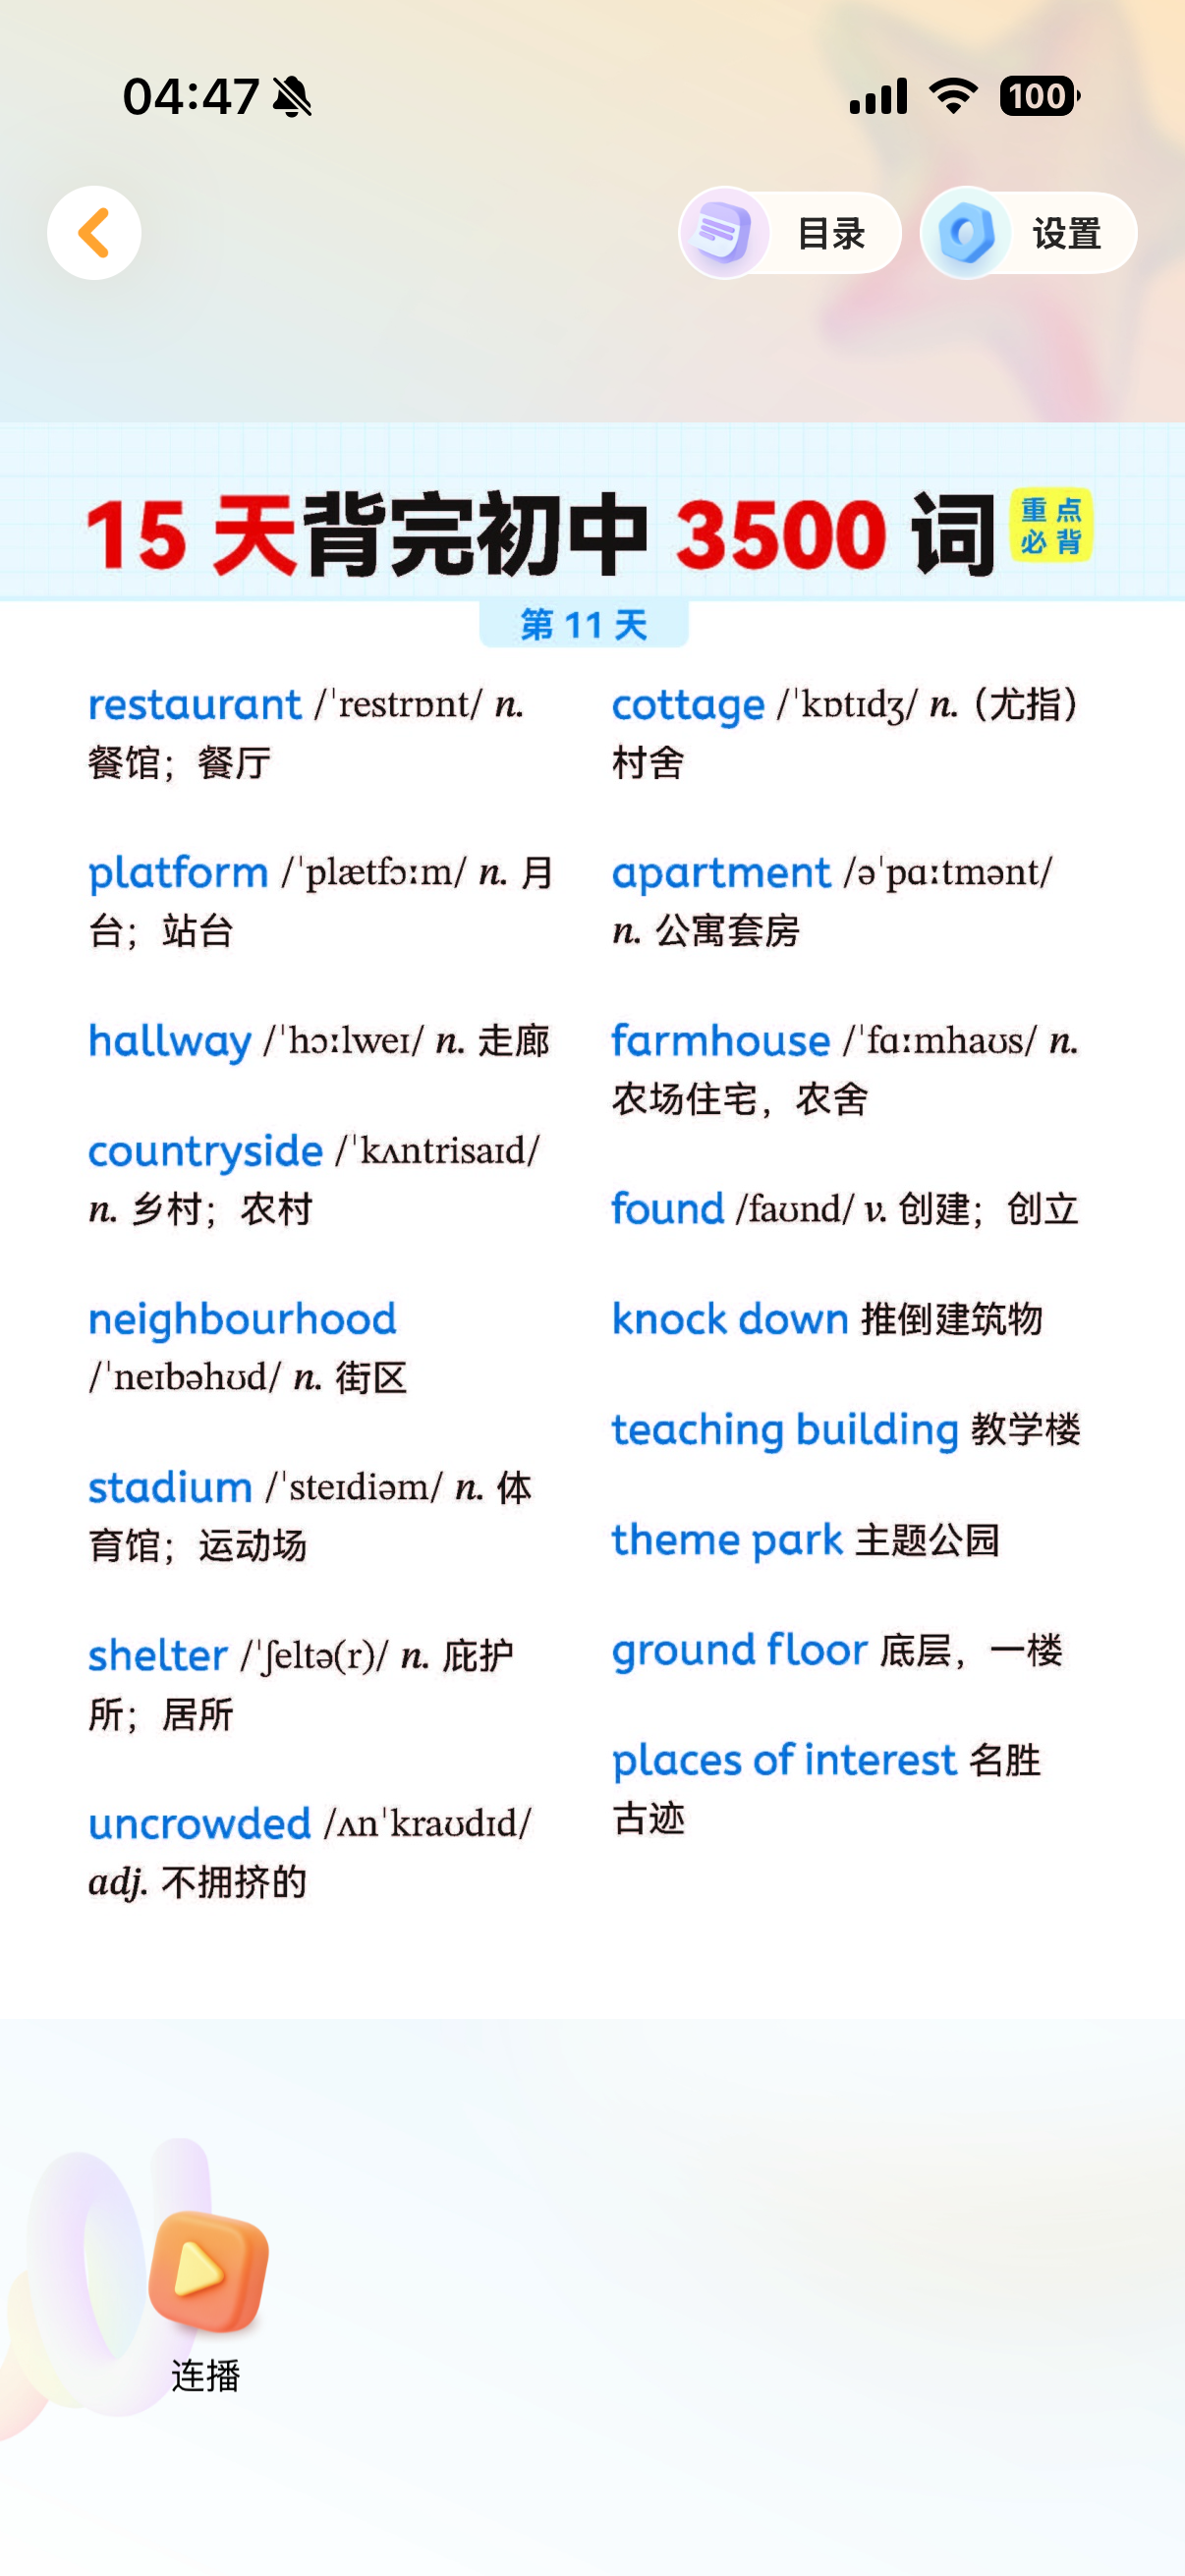 04:47
100
目录
设置
15 天背完初中 3500 词
重点
必背
第 11 天
restaurant /ˈrestrɒnt/ n.
餐馆；餐厅
platform /ˈplætfɔːm/ n. 月
台；站台
hallway /ˈhɔːlweɪ/ n. 走廊
countryside /ˈkʌntrisaɪd/
n. 乡村；农村
neighbourhood
/ˈneɪbəhʊd/ n. 街区
stadium /ˈsteɪdiəm/ n. 体
育馆；运动场
shelter /ˈʃeltə(r)/ n. 庇护
所；居所
uncrowded /ʌnˈkraʊdɪd/
adj. 不拥挤的
cottage /ˈkɒtɪdʒ/ n.（尤指）
村舍
apartment /əˈpɑːtmənt/
n. 公寓套房
farmhouse /ˈfɑːmhaʊs/ n.
农场住宅，农舍
found /faʊnd/ v. 创建；创立
knock down 推倒建筑物
teaching building 教学楼
theme park 主题公园
ground floor 底层，一楼
places of interest 名胜
古迹
连播